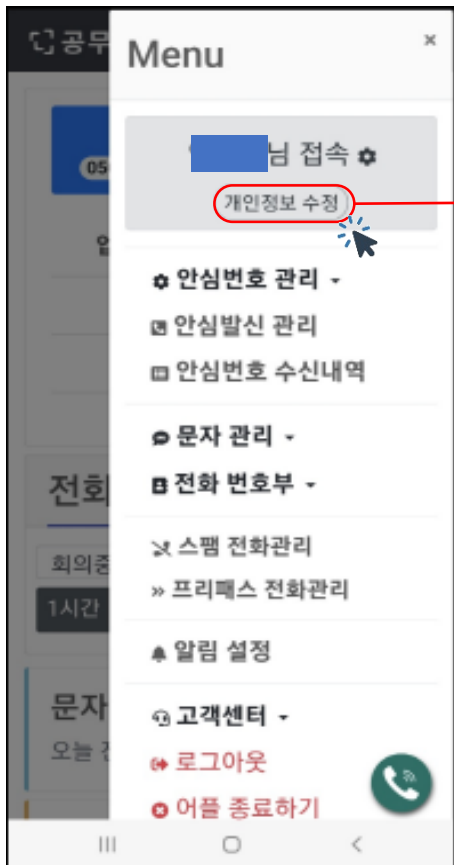 공무
Menu
×
님 접속
05
개인정보 수정
안심번호 관리
안심발신 관리
안심번호 수신내역
문자 관리
전화
전화 번호부
회의중
스팸 전화관리
1시간
» 프리패스 전화관리
알림 설정
문자
고객센터
오늘
로그아웃
어플 종료하기